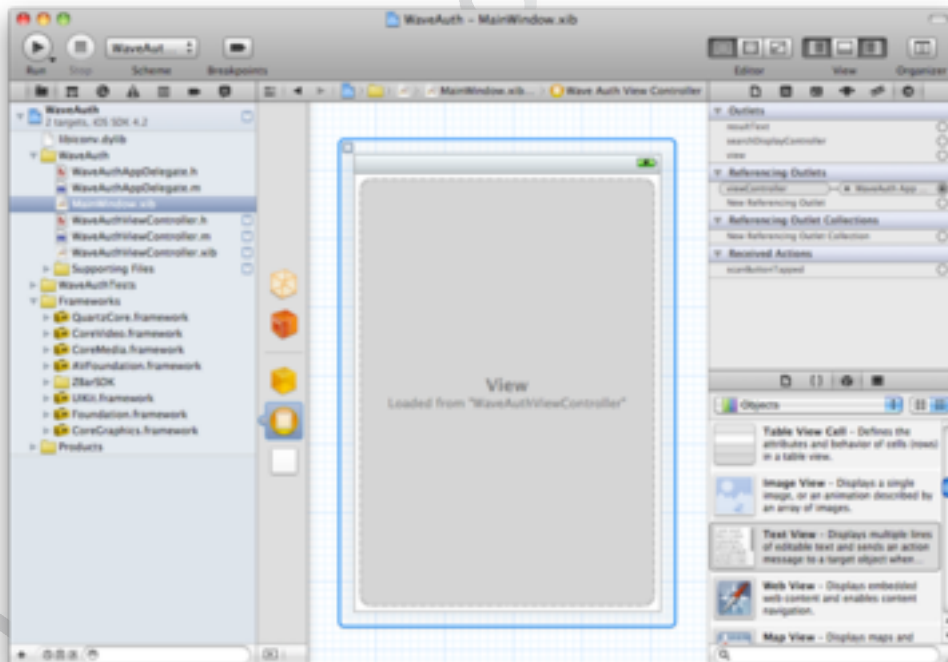 WaveAuth - MainWindow.xib
WaveAut...
Run
Stop
Scheme
Breakpoints
Editor
View
Organizer
MainWindow.xib...
Wave Auth View Controller
WaveAuth
2 targets, iOS SDK 4.2
libiconv.dylib
WaveAuth
WaveAuthAppDelegate.h
WaveAuthAppDelegate.m
MainWindow.xib
WaveAuthViewController.h
WaveAuthViewController.m
WaveAuthViewController.xib
Supporting Files
WaveAuthTests
Frameworks
QuartzCore.framework
CoreVideo.framework
CoreMedia.framework
AVFoundation.framework
ZBarSDK
UIKit.framework
Foundation.framework
CoreGraphics.framework
Products
View
Loaded from "WaveAuthViewController"
Outlets
resultText
searchDisplayController
view
Referencing Outlets
viewController
WaveAuth App ...
New Referencing Outlet
Referencing Outlet Collections
New Referencing Outlet Collection
Received Actions
scanButtonTapped
Objects
Table View Cell - Defines the
attributes and behavior of cells (rows)
in a table view.
Image View - Displays a single
image, or an animation described by
an array of images.
Text View - Displays multiple lines
of editable text and sends an action
message to a target object when...
Web View - Displays embedded
web content and enables content
navigation.
Map View - Displays maps and